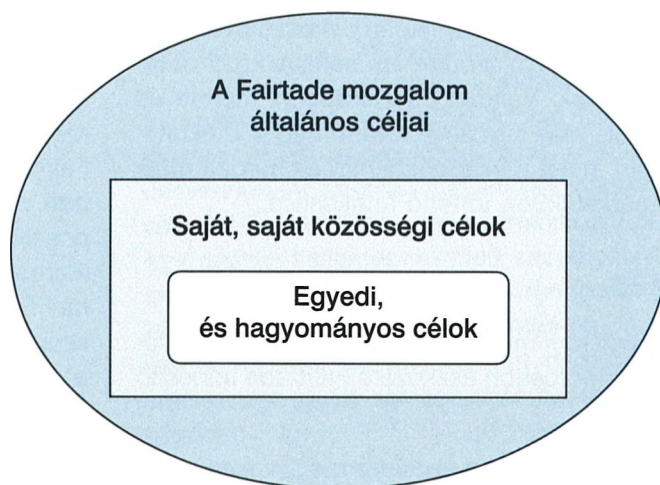 A Fairtade mozgalom
általános céljai
Saját, saját közösségi célok
Egyedi,
és hagyományos célok